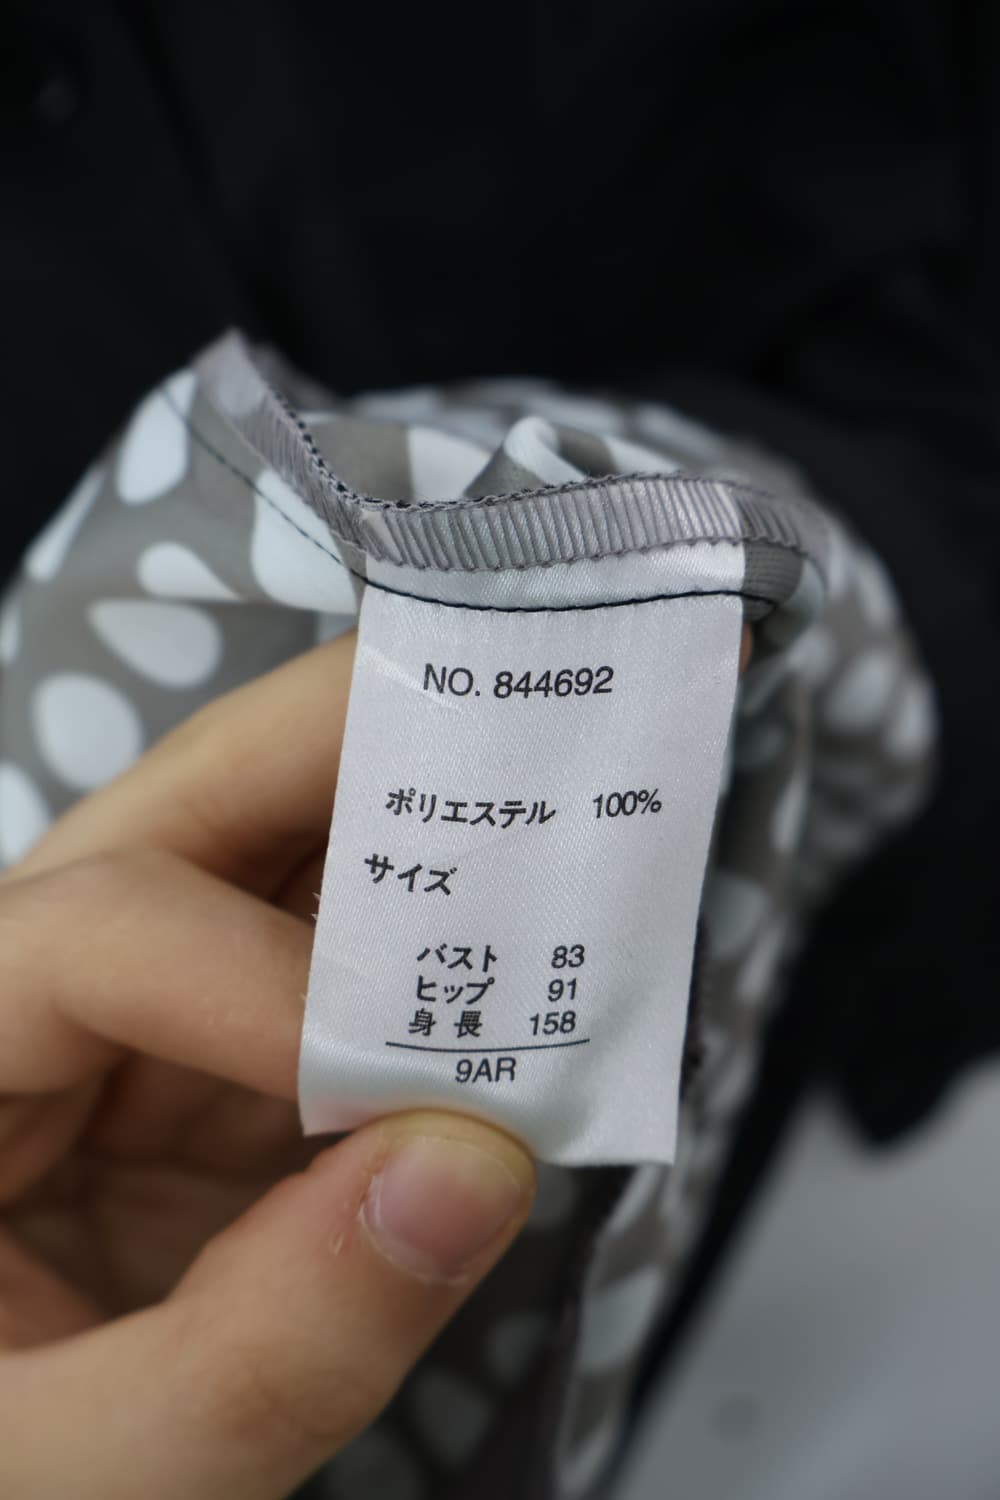 NO. 844692
ポリエステル 100%
サイズ
バスト 83
ヒップ 91
身長 158
9AR